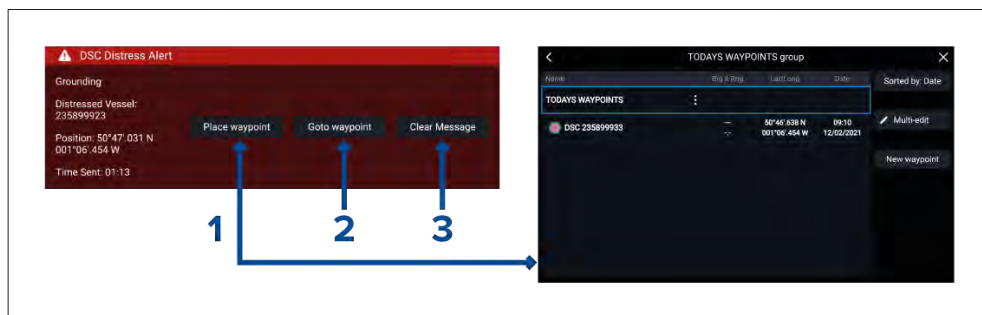 DSC Distress Alert
Grounding
Distressed Vessel:
235899923
Position: 50°47'.031 N
001°06'.454 W
Time Sent: 01:13
Place waypoint
Goto waypoint
Clear Message
1
2
3
TODAYS WAYPOINTS group
Name
Brg & Rng
Lat/Long
Date
Sorted by: Date
TODAYS WAYPOINTS
DSC 235899933
50°46'.638 N
001°06'.454 W
09:10
12/02/2021
Multi-edit
New waypoint